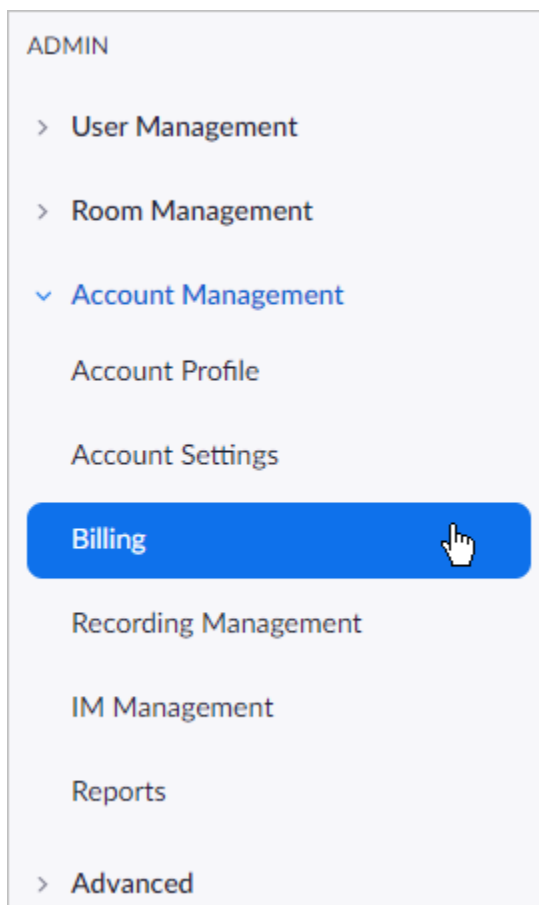 ADMIN
User Management
Room Management
Account Management
Account Profile
Account Settings
Billing
Recording Management
IM Management
Reports
Advanced